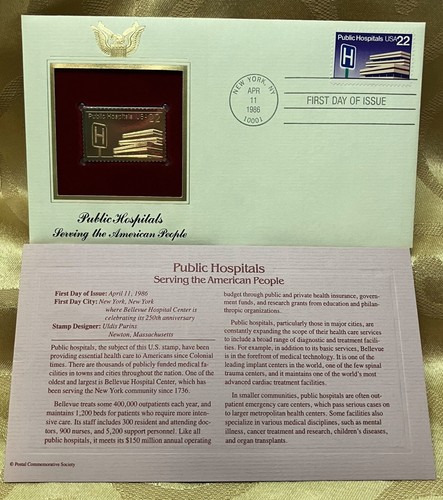 Public Hospitals USA 22
H
NEW YORK, NY
APR
11
1986
10001
FIRST DAY OF ISSUE
Public Hospitals USA 22
H
Public Hospitals
Serving the American People
Public Hospitals
Serving the American People
First Day of Issue: April 11, 1986
First Day City: New York, New York
where Bellevue Hospital Center is
celebrating its 250th anniversary
Stamp Designer: Uldis Purins
Newton, Massachusetts
Public hospitals, the subject of this U.S. stamp, have been
providing essential health care to Americans since Colonial
times. There are thousands of publicly funded medical fa-
cilities in towns and cities throughout the nation. One of the
oldest and largest is Bellevue Hospital Center, which has
been serving the New York community since 1736.
Bellevue treats some 400,000 outpatients each year, and
maintains 1,200 beds for patients who require more inten-
sive care. Its staff includes 300 resident and attending doc-
tors, 900 nurses, and 5,200 support personnel. Like all
public hospitals, it meets its $150 million annual operating
budget through public and private health insurance, govern-
ment funds, and research grants from education and philan-
thropic organizations.
Public hospitals, particularly those in major cities, are
constantly expanding the scope of their health care services
to include a broad range of diagnostic and treatment facili-
ties. For example, in addition to its basic services, Bellevue
is in the forefront of medical technology. It is one of the
leading implant centers in the world, one of the few spinal
trauma centers, and it maintains one of the world's most
advanced cardiac treatment facilities.
In smaller communities, public hospitals are often out-
patient emergency care centers, which pass serious cases on
to larger metropolitan health centers. Some facilities also
specialize in various medical disciplines, such as mental
illness, cancer treatment and research, children's diseases,
and organ transplants.
© Postal Commemorative Society